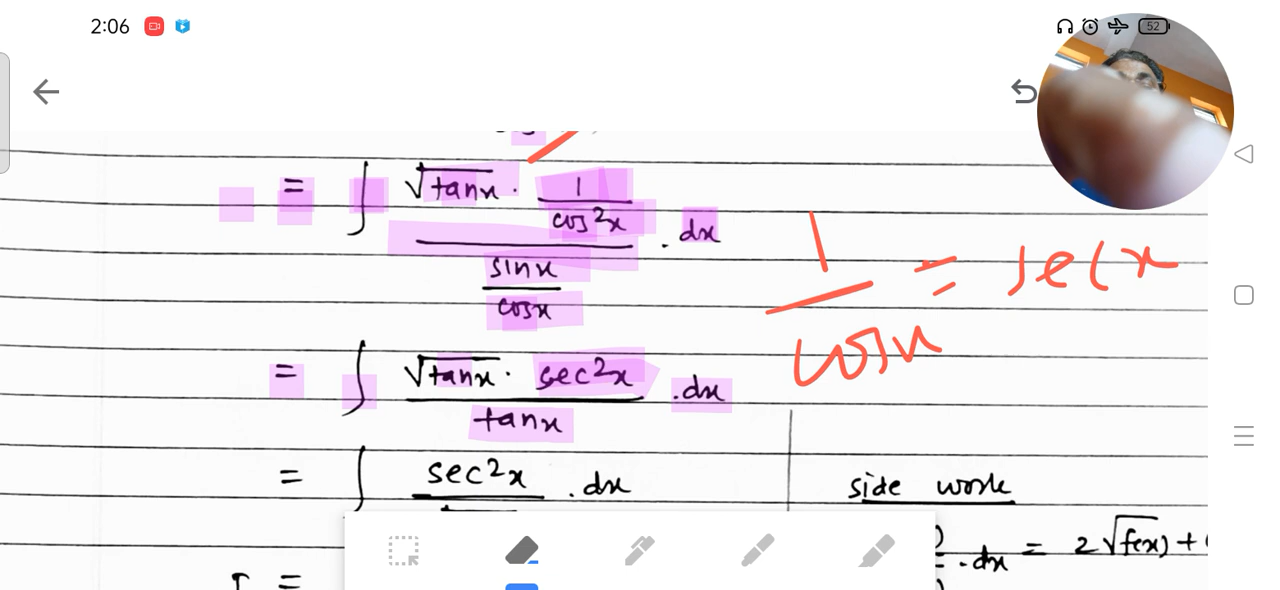 2:06
52
= ∫ √tanx · 1/cos²x
/ sinx/cosx . dx
1/cosx = secx
= ∫ √tanx · sec²x / tanx .dx
= ∫ sec²x .dx
side work
.dx = 2√f(x) +
I =